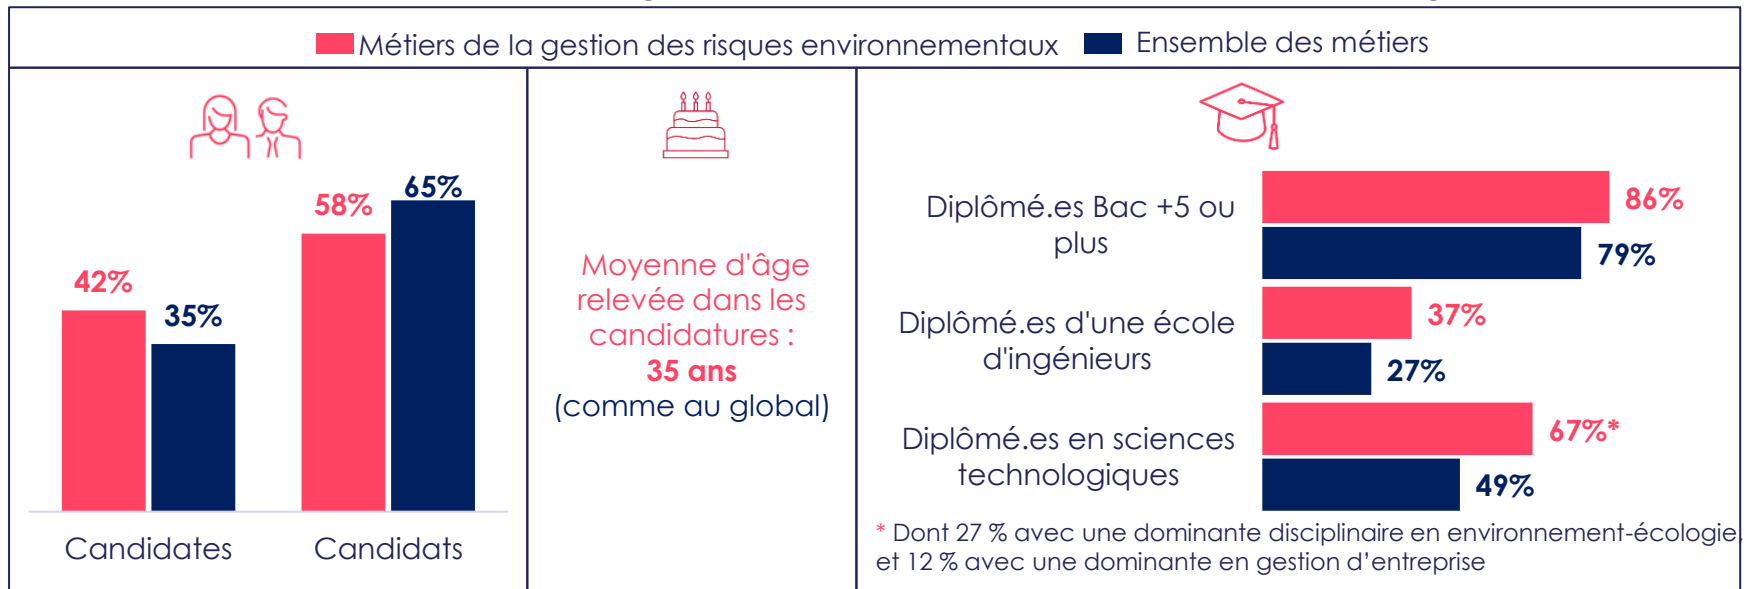 Métiers de la gestion des risques environnementaux
Ensemble des métiers
42%
35%
58%
65%
Candidates
Candidats
Moyenne d'âge
relevée dans les
candidatures :
35 ans
(comme au global)
Diplômé.es Bac +5 ou
plus
86%
79%
Diplômé.es d'une école
d'ingénieurs
37%
27%
Diplômé.es en sciences
technologiques
67%*
49%
* Dont 27 % avec une dominante disciplinaire en environnement-écologie,
et 12 % avec une dominante en gestion d’entreprise